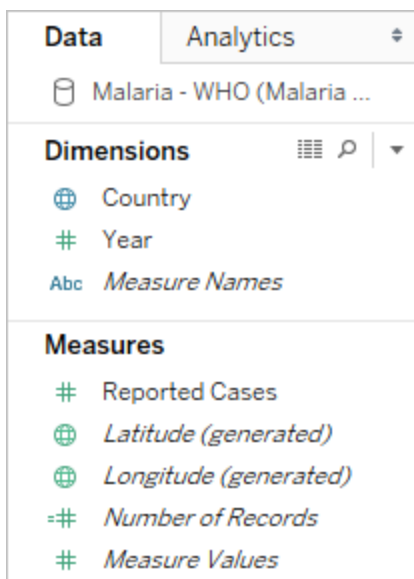 Data Analytics
Malaria - WHO (Malaria ...
Dimensions
Country
Year
Abc Measure Names
Measures
Reported Cases
Latitude (generated)
Longitude (generated)
Number of Records
Measure Values